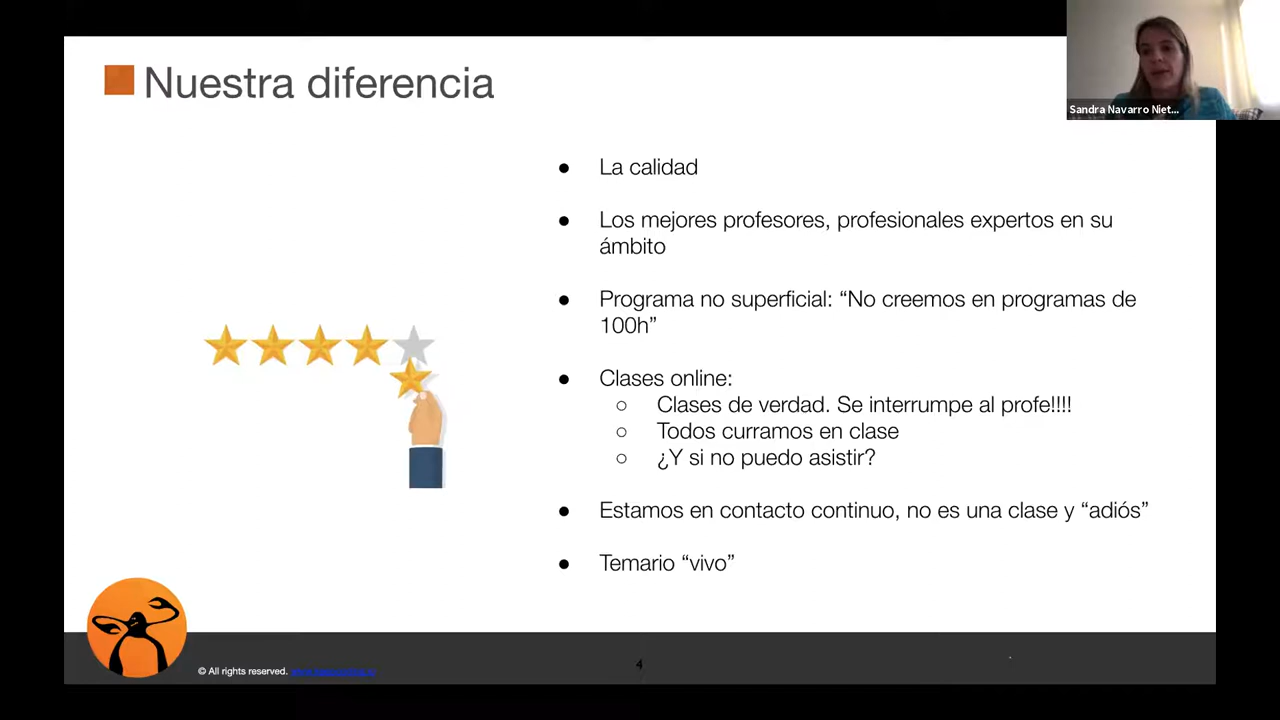 Nuestra diferencia
Sandra Navarro Niet...
● La calidad
● Los mejores profesores, profesionales expertos en su
ámbito
● Programa no superficial: “No creemos en programas de
100h”
● Clases online:
○ Clases de verdad. Se interrumpe al profe!!!!
○ Todos curramos en clase
○ ¿Y si no puedo asistir?
● Estamos en contacto continuo, no es una clase y “adiós”
● Temario “vivo”
© All rights reserved.
4